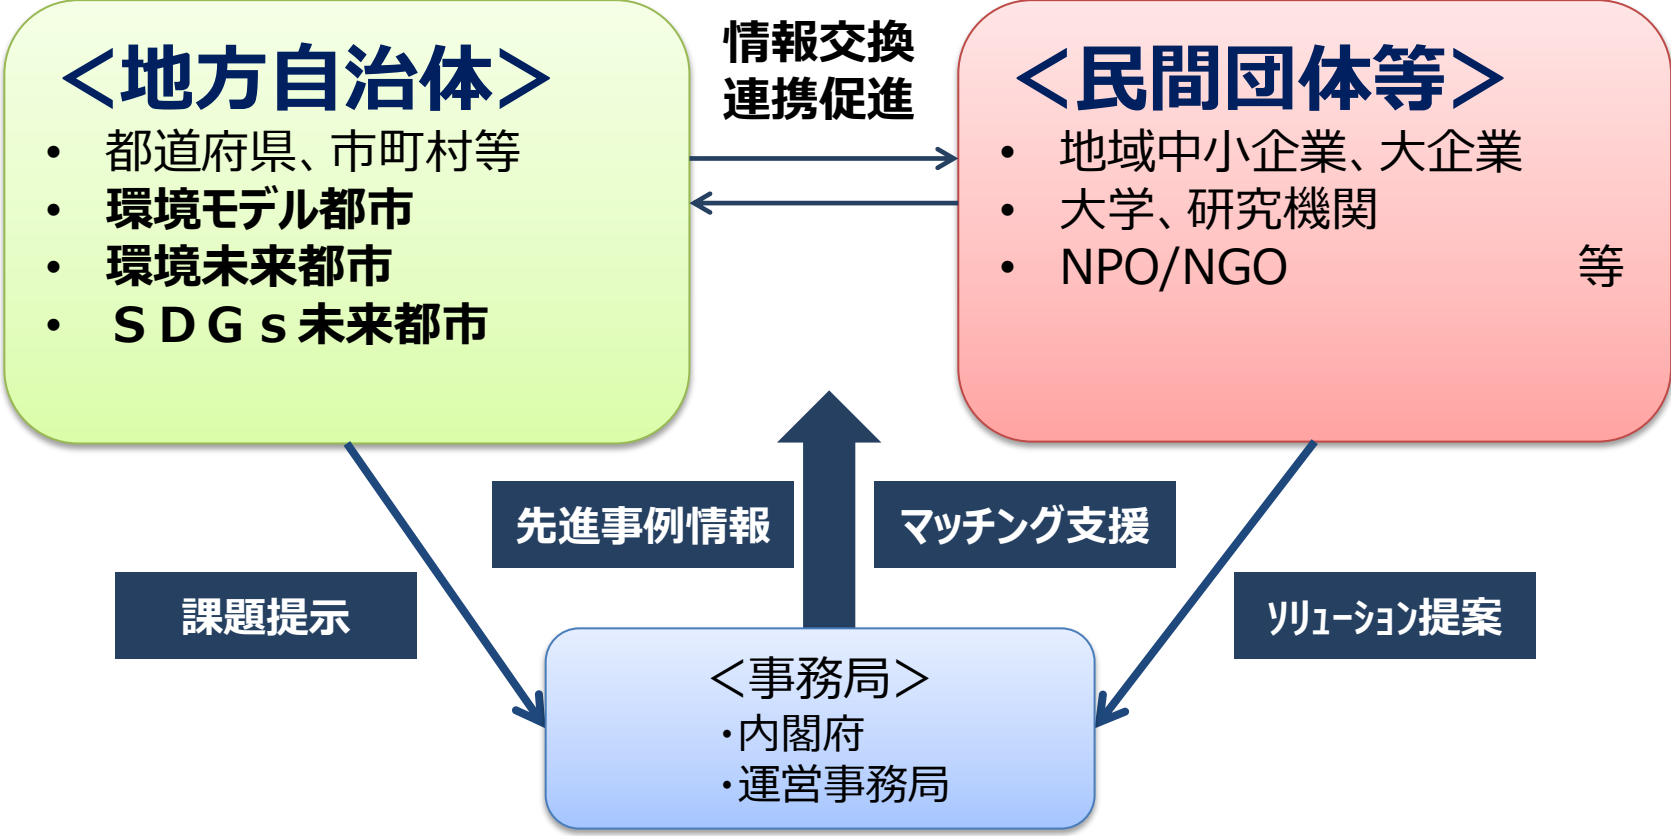 ＜地方自治体＞
• 都道府県、市町村等
• 環境モデル都市
• 環境未来都市
• ＳＤＧｓ未来都市
情報交換
連携促進
＜民間団体等＞
• 地域中小企業、大企業
• 大学、研究機関
• NPO/NGO 等
先進事例情報
マッチング支援
課題提示
ｿﾘｭｰｼｮﾝ提案
＜事務局＞
・内閣府
・運営事務局